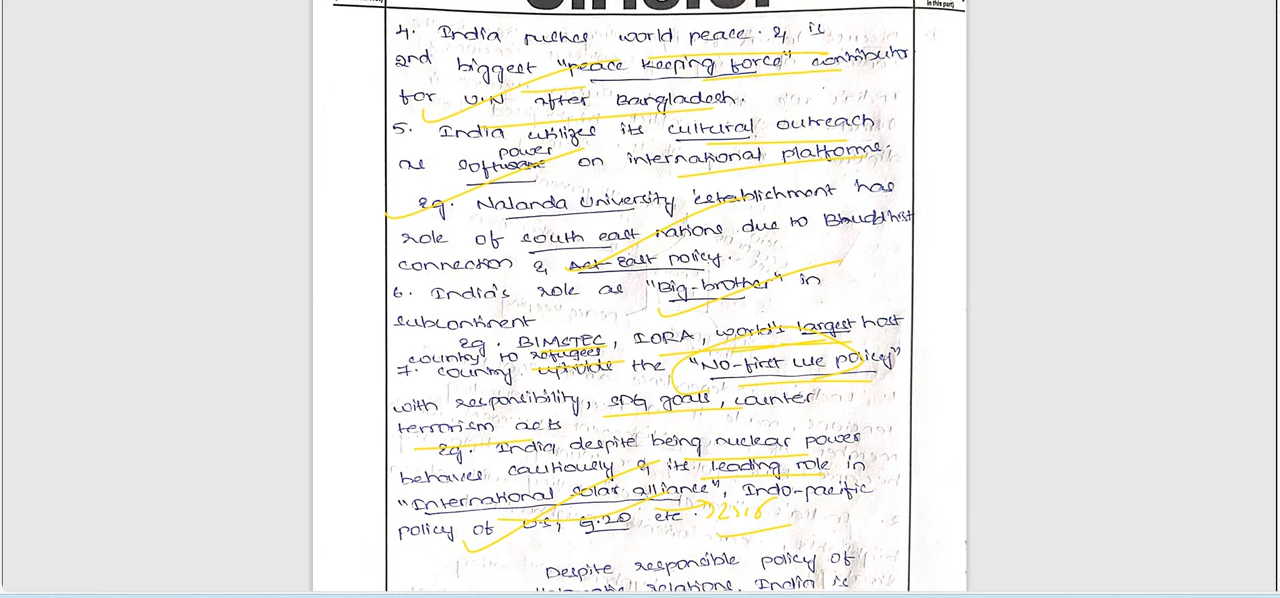 in this part)
4. India pushes world peace & is
2nd biggest "peace keeping force" contributor
for U.N after Bangladesh.
5. India utilizes its cultural outreach
as soft power on international platforms.
eg. Nalanda University establishment has
role of south east nations due to Bhuddhist
connection & Act-East policy.
6. India's role as "Big-brother" in
subcontinent
eg. BIMSTEC, IORA, world's largest host
country to refugees
7. country upholds the "No-first use policy"
with responsibility, SDG goals, counter
terrorism acts
eg. India, despite being nuclear power
behaves cautiously & its leading role in
"International solar alliance", Indo-pacific
policy of U.S, G.20 etc.
Despite responsible policy of
relations, India is